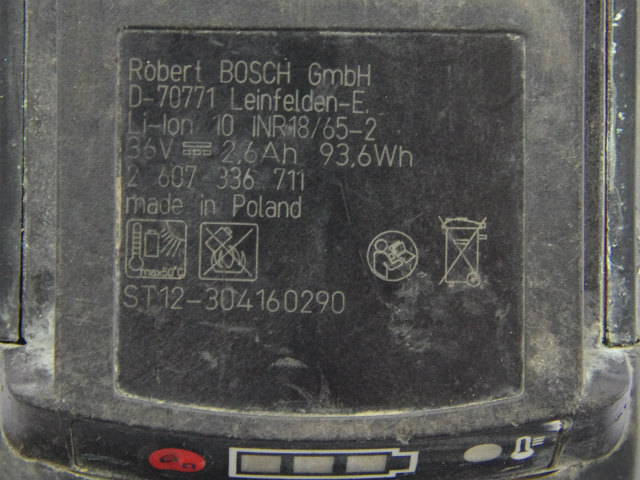 Robert BOSCH GmbH
D-70771 Leinfelden-E.
Li-Ion 10 INR18/65-2
36V ⎓ 2,6Ah 93,6Wh
2 607 336 711
made in Poland
max50°C
ST12-304160290